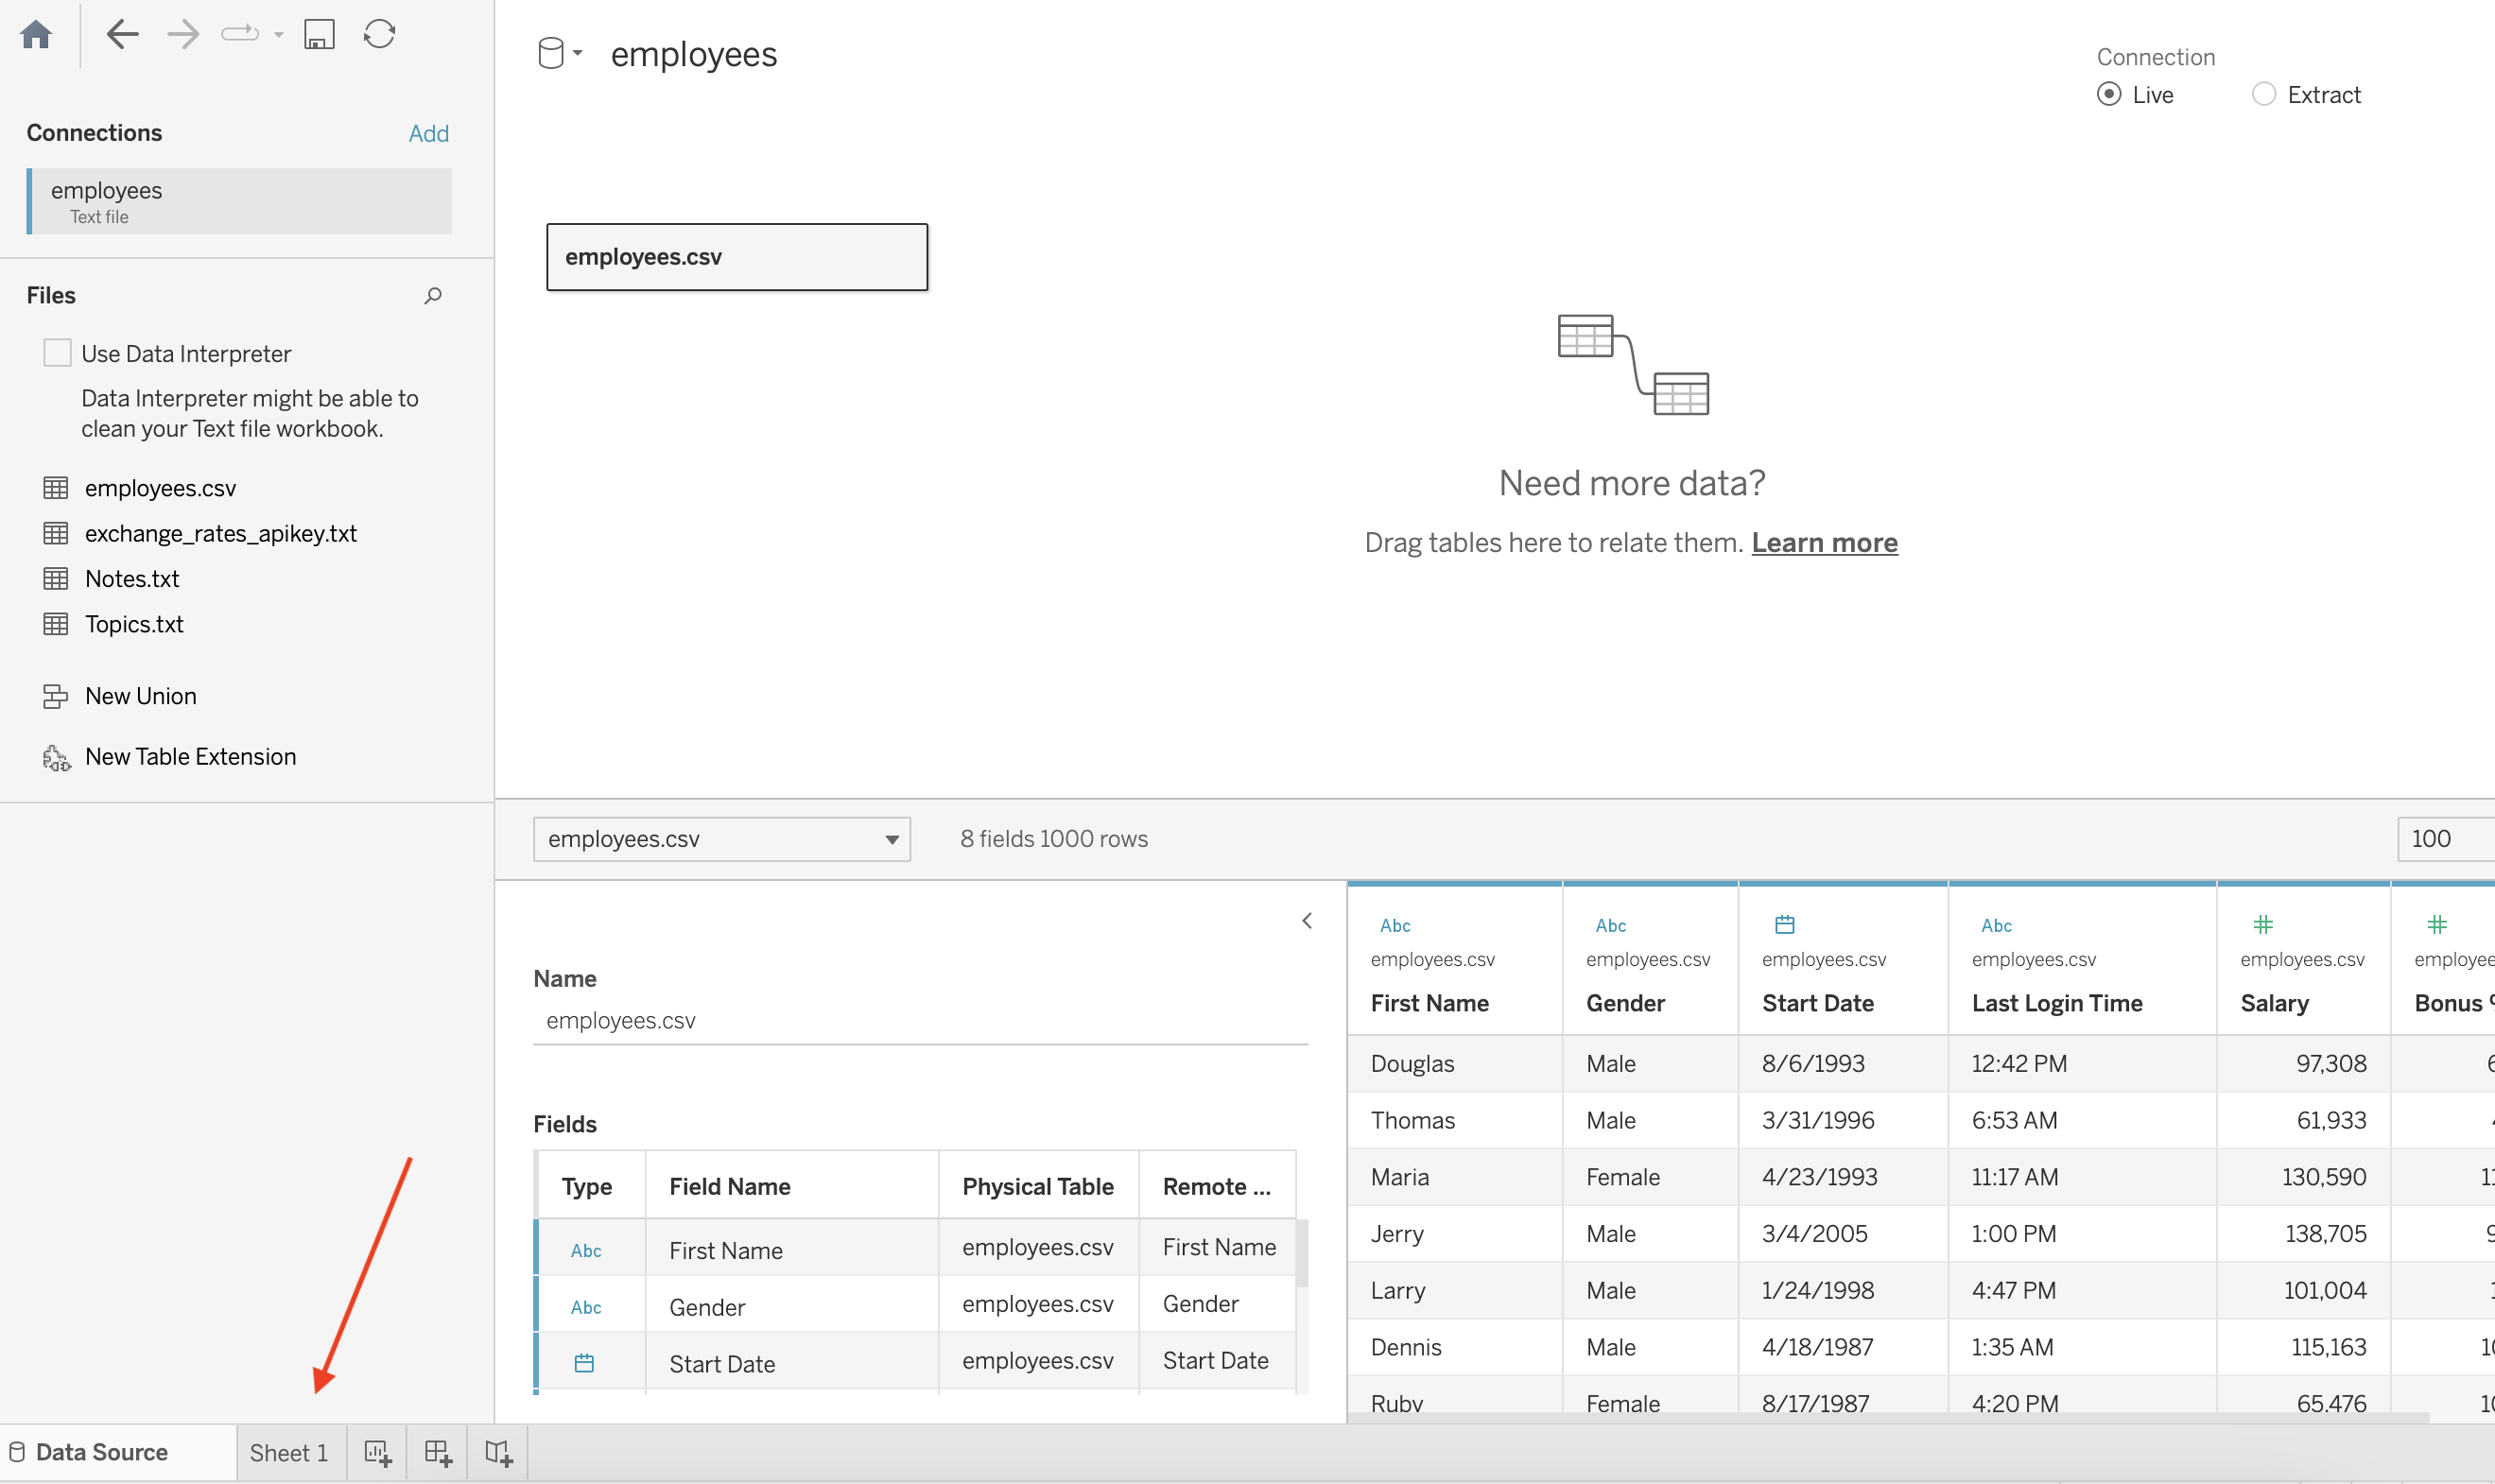 employees
Connection
Live
Extract
Connections
Add
employees
Text file
employees.csv
Files
Use Data Interpreter
Data Interpreter might be able to
clean your Text file workbook.
employees.csv
exchange_rates_apikey.txt
Notes.txt
Topics.txt
New Union
New Table Extension
Need more data?
Drag tables here to relate them. Learn more
employees.csv
8 fields 1000 rows
100
Name
employees.csv
Fields
Type Field Name Physical Table Remote ...
Abc First Name employees.csv First Name
Abc Gender employees.csv Gender
Start Date employees.csv Start Date
Abc Abc Abc # #
employees.csv employees.csv employees.csv employees.csv employees.csv
First Name Gender Start Date Last Login Time Salary Bonus
Douglas Male 8/6/1993 12:42 PM 97,308
Thomas Male 3/31/1996 6:53 AM 61,933
Maria Female 4/23/1993 11:17 AM 130,590
Jerry Male 3/4/2005 1:00 PM 138,705
Larry Male 1/24/1998 4:47 PM 101,004
Dennis Male 4/18/1987 1:35 AM 115,163
Ruby Female 8/17/1987 4:20 PM 65,476
Data Source
Sheet 1